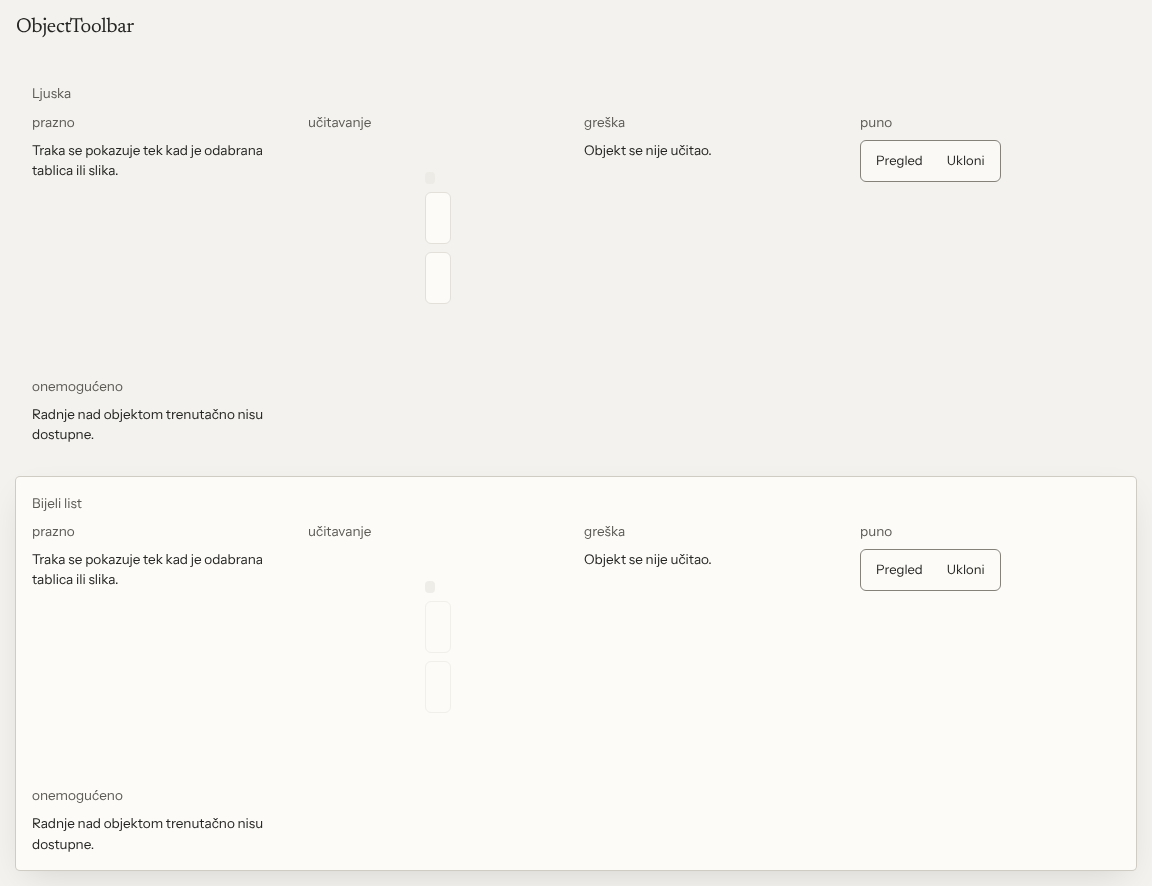 ObjectToolbar
Ljuska
prazno
Traka se pokazuje tek kad je odabrana
tablica ili slika.
učitavanje
greška
Objekt se nije učitao.
puno
Pregled
Ukloni
onemogućeno
Radnje nad objektom trenutačno nisu
dostupne.
Bijeli list
prazno
Traka se pokazuje tek kad je odabrana
tablica ili slika.
učitavanje
greška
Objekt se nije učitao.
puno
Pregled
Ukloni
onemogućeno
Radnje nad objektom trenutačno nisu
dostupne.